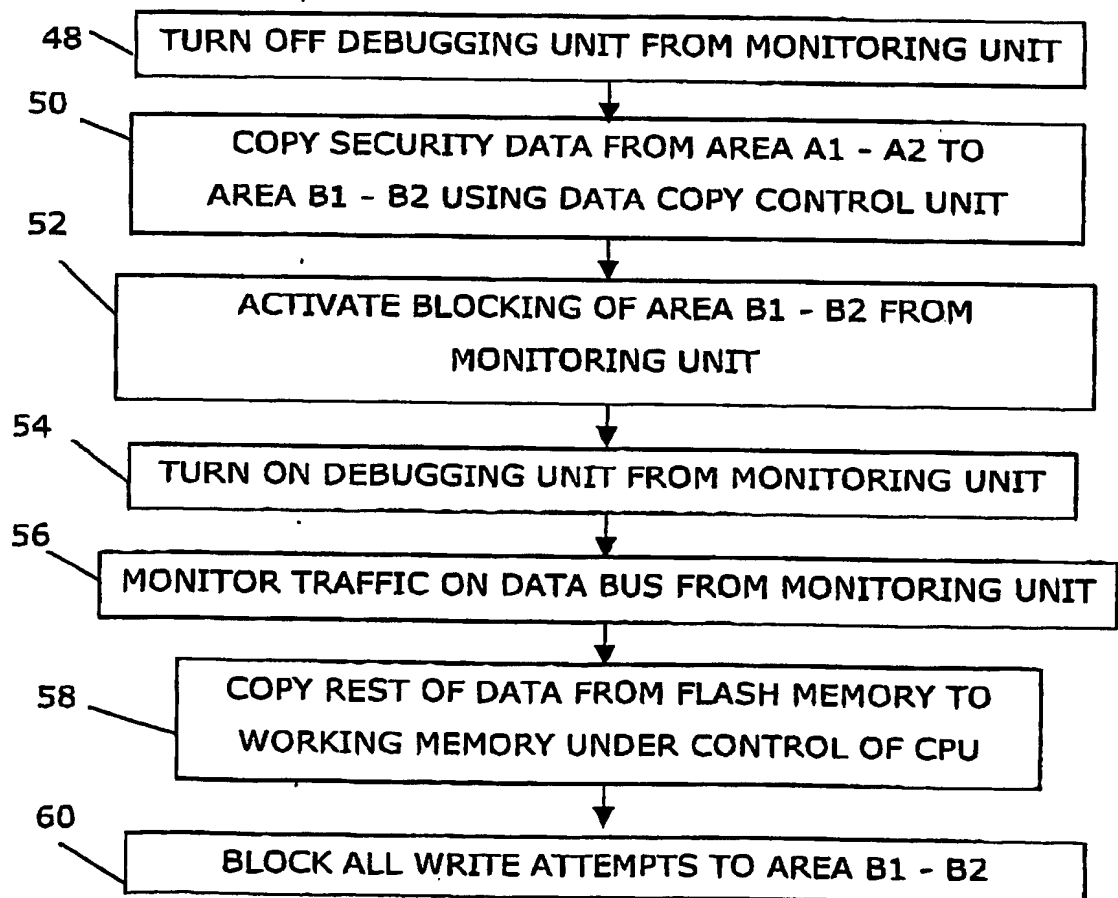 48
TURN OFF DEBUGGING UNIT FROM MONITORING UNIT
50
COPY SECURITY DATA FROM AREA A1 - A2 TO
AREA B1 - B2 USING DATA COPY CONTROL UNIT
52
ACTIVATE BLOCKING OF AREA B1 - B2 FROM
MONITORING UNIT
54
TURN ON DEBUGGING UNIT FROM MONITORING UNIT
56
MONITOR TRAFFIC ON DATA BUS FROM MONITORING UNIT
58
COPY REST OF DATA FROM FLASH MEMORY TO
WORKING MEMORY UNDER CONTROL OF CPU
60
BLOCK ALL WRITE ATTEMPTS TO AREA B1 - B2